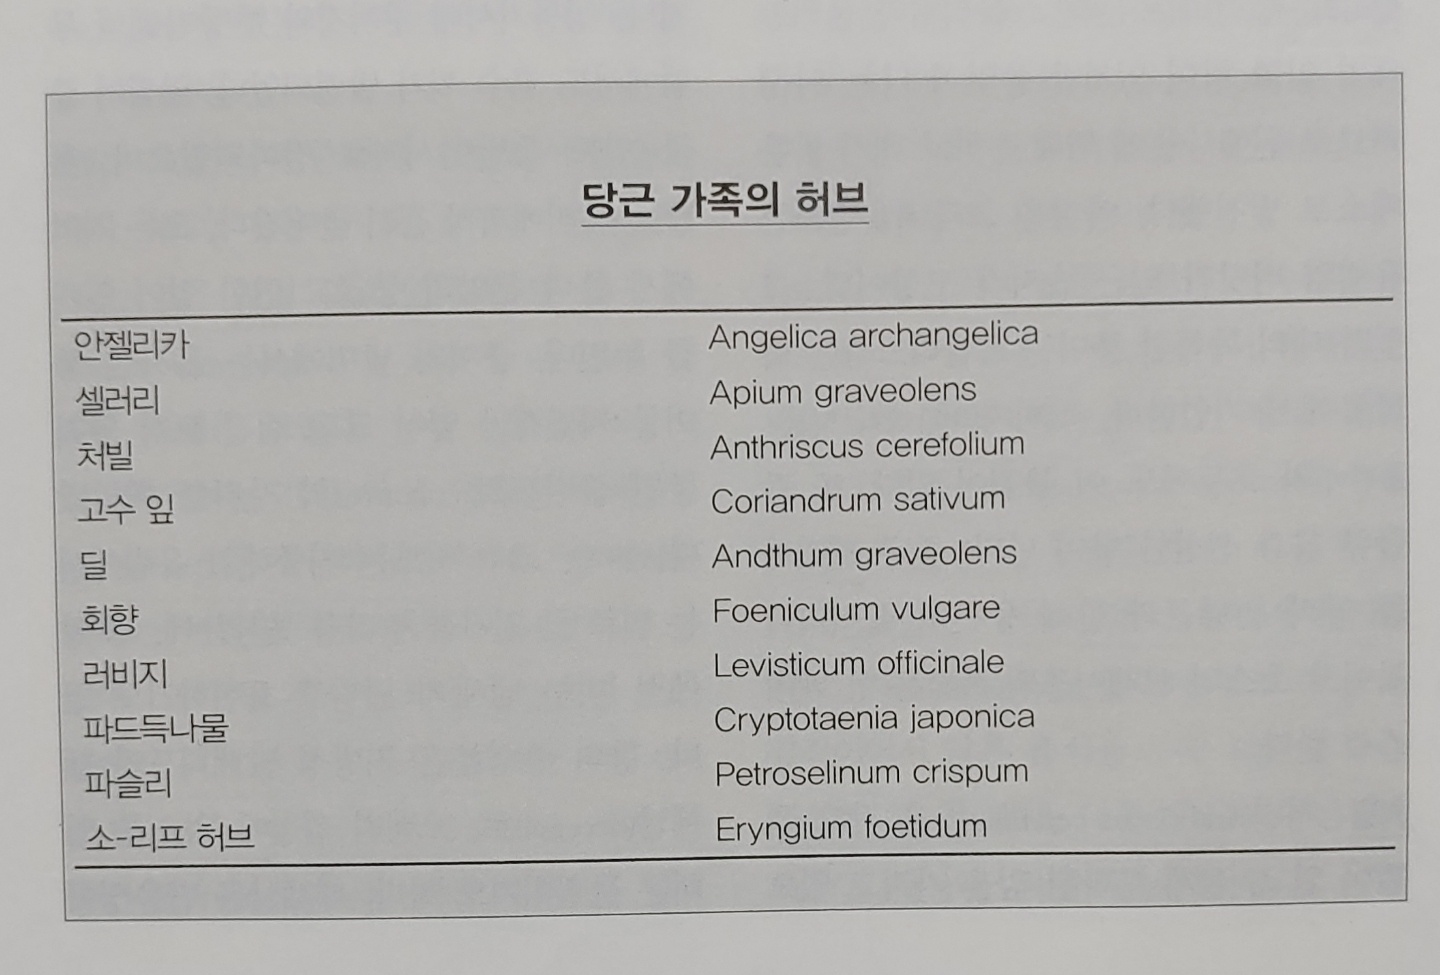 당근 가족의 허브
안젤리카 Angelica archangelica
셀러리 Apium graveolens
처빌 Anthriscus cerefolium
고수 잎 Coriandrum sativum
딜 Andthum graveolens
회향 Foeniculum vulgare
러비지 Levisticum officinale
파드득나물 Cryptotaenia japonica
파슬리 Petroselinum crispum
소-리프 허브 Eryngium foetidum